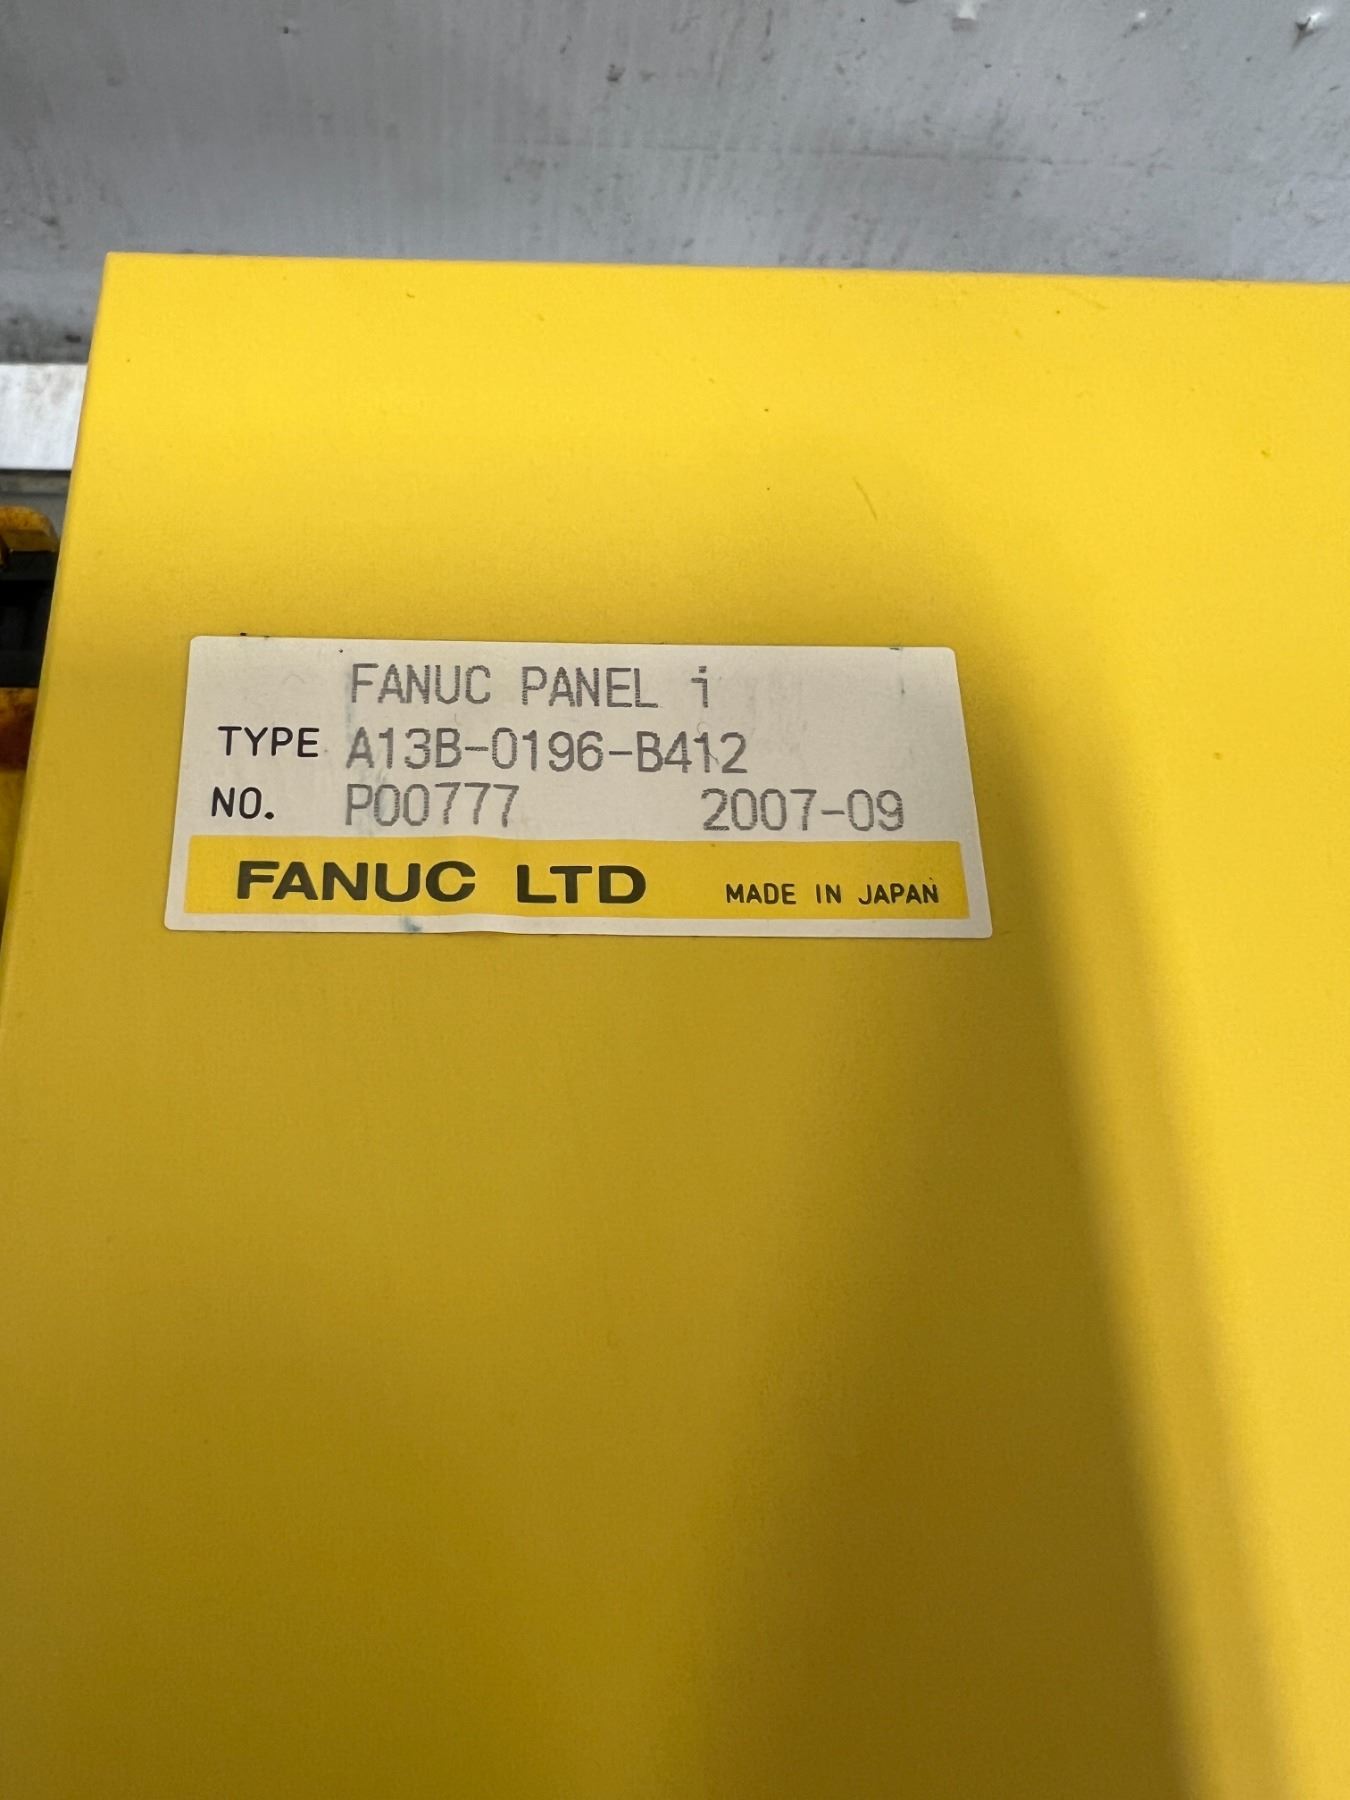 FANUC PANEL i
TYPE A13B-0196-B412
NO. P00777 2007-09
FANUC LTD MADE IN JAPAN